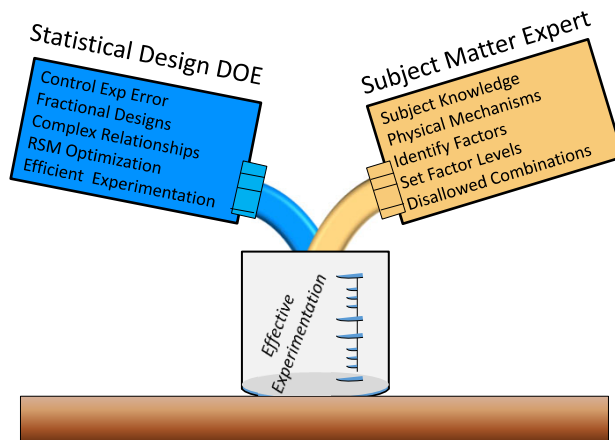 Statistical Design DOE
Control Exp Error
Fractional Designs
Complex Relationships
RSM Optimization
Efficient Experimentation
Subject Matter Expert
Subject Knowledge
Physical Mechanisms
Identify Factors
Set Factor Levels
Disallowed Combinations
Effective
Experimentation